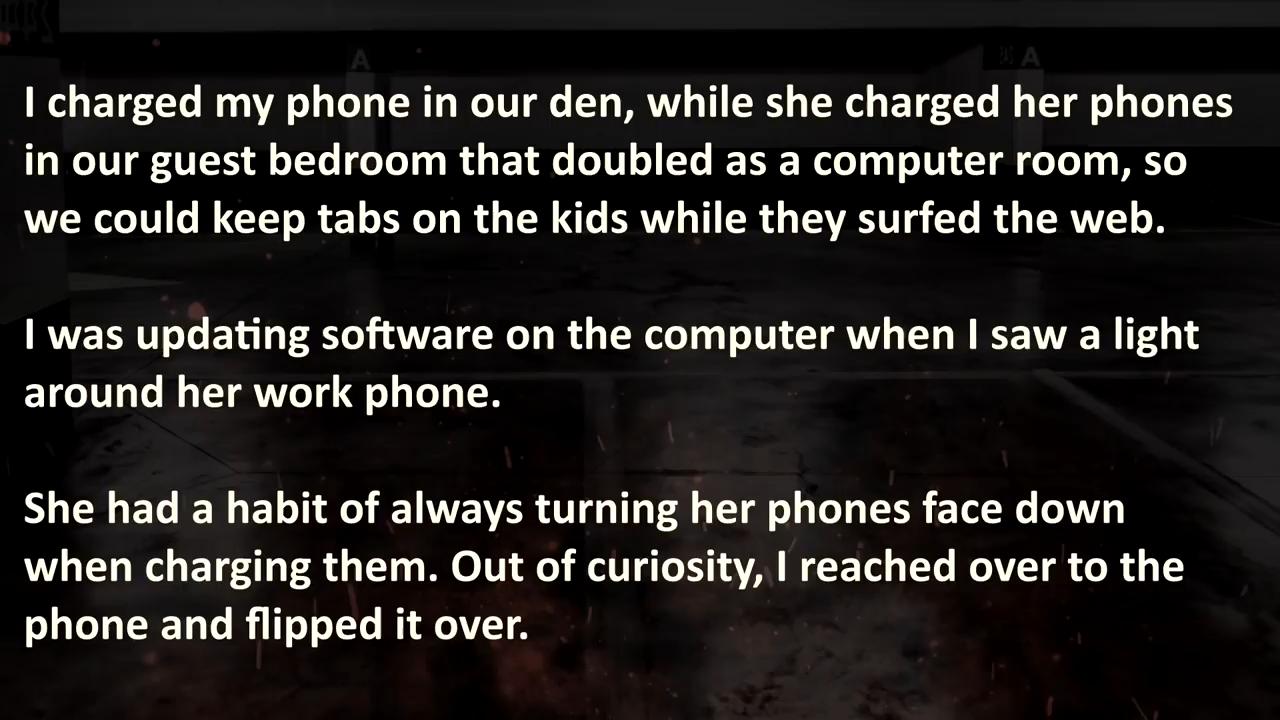 A
A
I charged my phone in our den, while she charged her phones
in our guest bedroom that doubled as a computer room, so
we could keep tabs on the kids while they surfed the web.
I was updating software on the computer when I saw a light
around her work phone.
She had a habit of always turning her phones face down
when charging them. Out of curiosity, I reached over to the
phone and flipped it over.